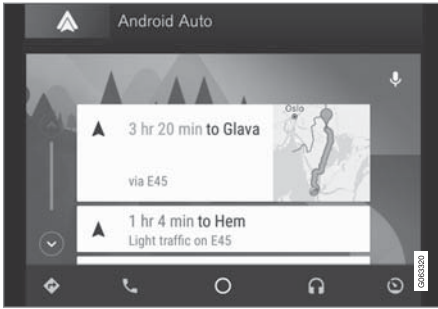 Android Auto
Oslo
3 hr 20 min to Glava
via E45
1 hr 4 min to Hem
Light traffic on E45
G063320